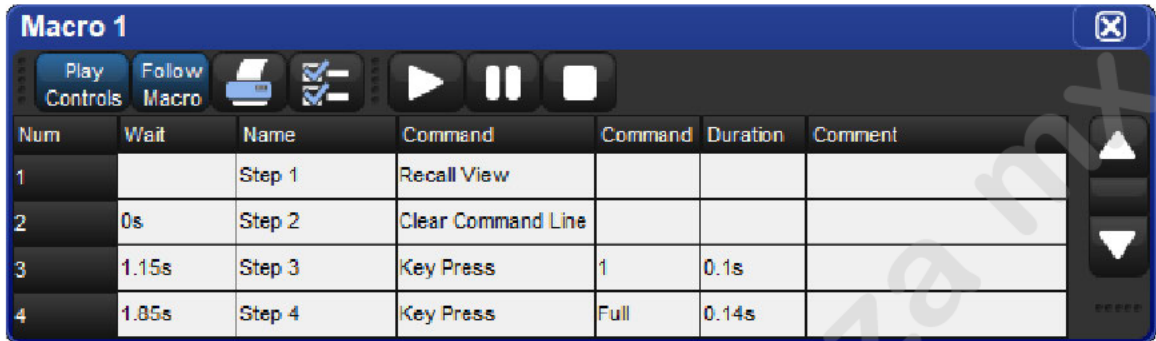 Macro 1
Play Controls Follow Macro
Num Wait Name Command Command Duration Comment
1 Step 1 Recall View
2 0s Step 2 Clear Command Line
3 1.15s Step 3 Key Press 1 0.1s
4 1.85s Step 4 Key Press Full 0.14s
za mx